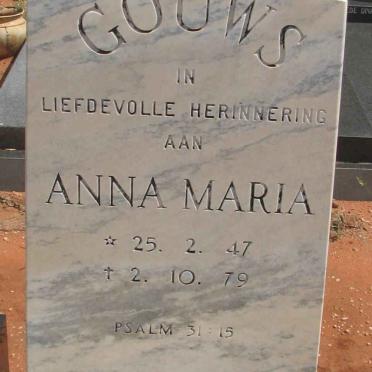 GOUWS
IN
LIEFDEVOLLE HERINNERING
AAN
ANNA MARIA
☆ 25. 2. 47
† 2. 10. 79
PSALM 31:15